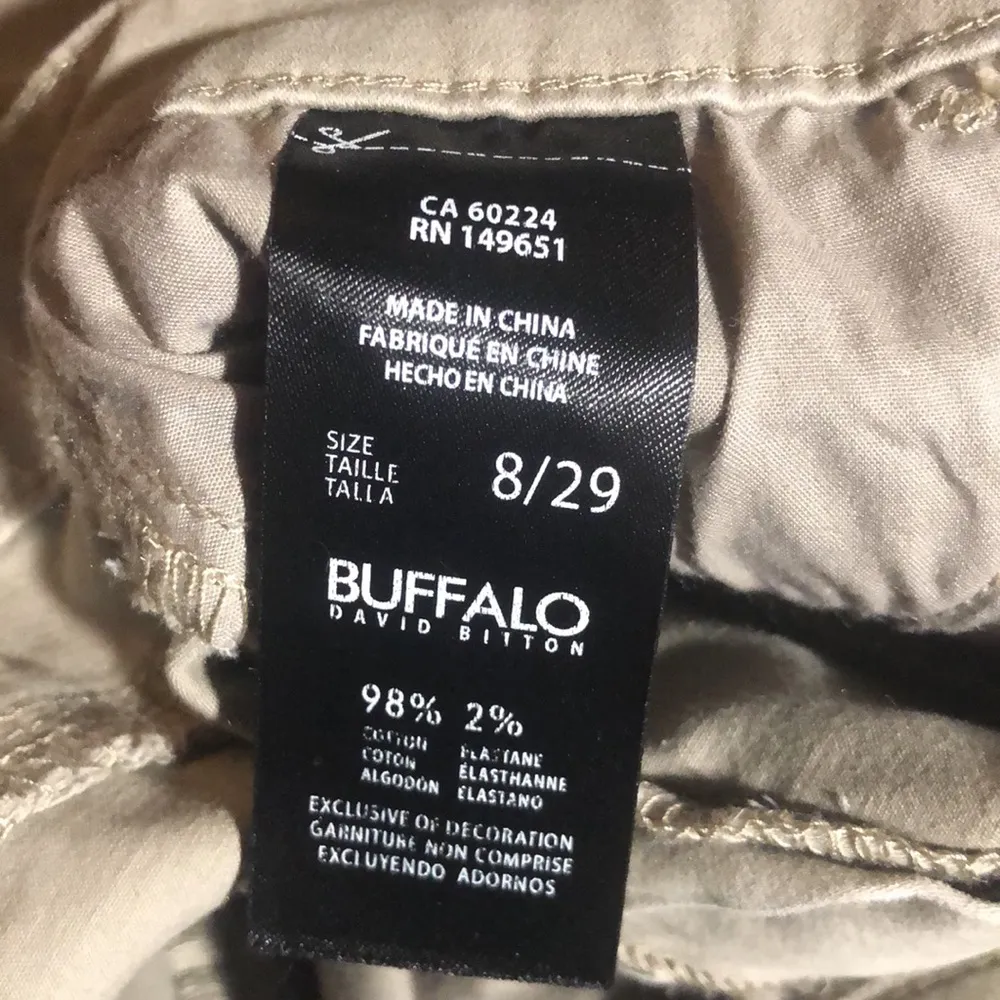 CA 60224
RN 149651
MADE IN CHINA
FABRIQUÉ EN CHINE
HECHO EN CHINA
SIZE
TAILLE
TALLA
8/29
BUFFALO
DAVID BITTON
98% 2%
COTTON ELASTANE
COTON ÉLASTHANNE
ALGODÓN ELASTANO
EXCLUSIVE OF DECORATION
GARNITURE NON COMPRISE
EXCLUYENDO ADORNOS